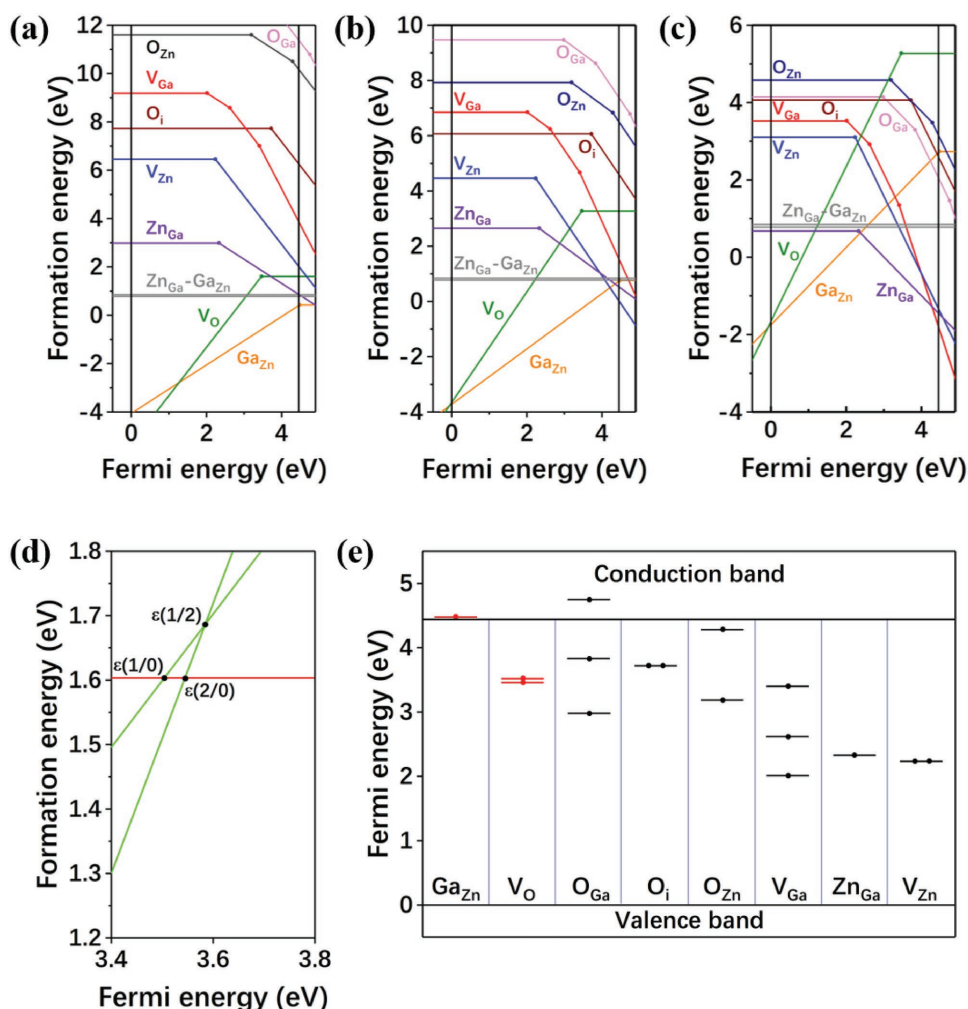 (a)
Formation energy (eV)
12
10
8
6
4
2
0
-2
-4
O_Zn
O_Ga
V_Ga
O_i
V_Zn
Zn_Ga
Zn_Ga-Ga_Zn
V_O
Ga_Zn
0 2 4
Fermi energy (eV)
(b)
Formation energy (eV)
10
8
6
4
2
0
-2
-4
O_Ga
O_Zn
V_Ga
O_i
V_Zn
Zn_Ga
Zn_Ga-Ga_Zn
V_O
Ga_Zn
0 2 4
Fermi energy (eV)
(c)
Formation energy (eV)
6
4
2
0
-2
-4
O_Zn
V_Ga
O_i
O_Ga
V_Zn
Zn_Ga-Ga_Zn
V_O
Ga_Zn
Zn_Ga
0 2 4
Fermi energy (eV)
(d)
Formation energy (eV)
1.8
1.7
1.6
1.5
1.4
1.3
1.2
ε(1/2)
ε(1/0)
ε(2/0)
3.4 3.6 3.8
Fermi energy (eV)
(e)
Fermi energy (eV)
5
4
3
2
1
0
Conduction band
Ga_Zn V_O O_Ga O_i O_Zn V_Ga Zn_Ga V_Zn
Valence band